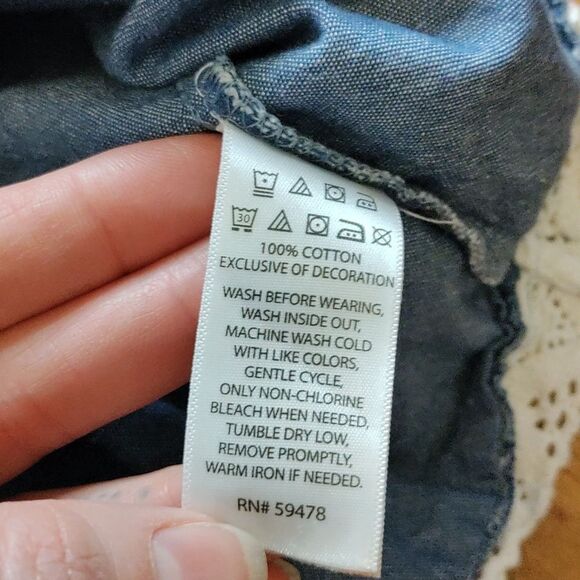 30
100% COTTON
EXCLUSIVE OF DECORATION
WASH BEFORE WEARING,
WASH INSIDE OUT,
MACHINE WASH COLD
WITH LIKE COLORS,
GENTLE CYCLE,
ONLY NON-CHLORINE
BLEACH WHEN NEEDED,
TUMBLE DRY LOW,
REMOVE PROMPTLY,
WARM IRON IF NEEDED.
RN# 59478